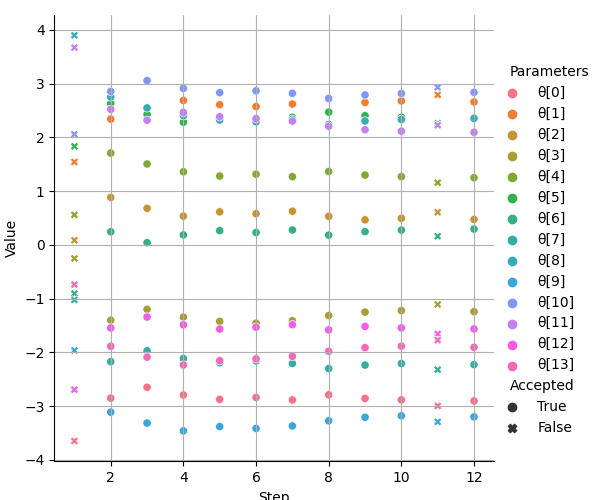 4
3
2
1
0
−1
−2
−3
−4
Value
2
4
6
8
10
12
Step
Parameters
θ[0]
θ[1]
θ[2]
θ[3]
θ[4]
θ[5]
θ[6]
θ[7]
θ[8]
θ[9]
θ[10]
θ[11]
θ[12]
θ[13]
Accepted
True
False